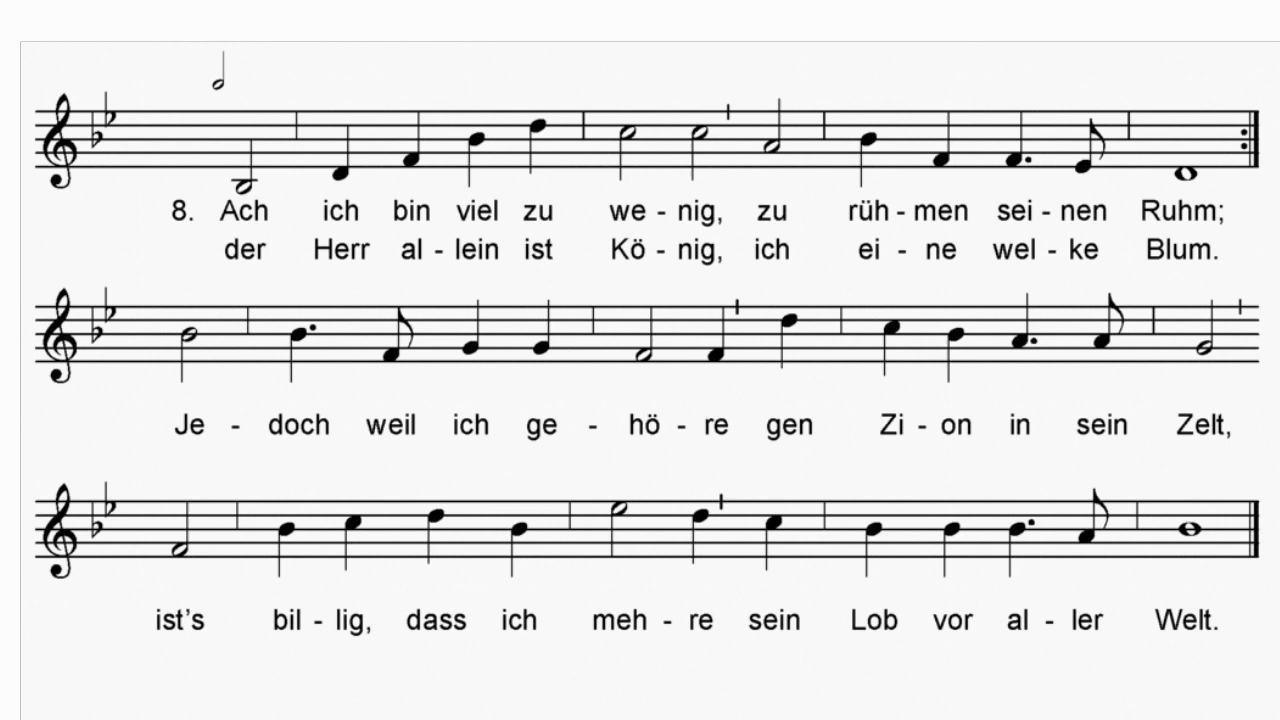 8. Ach ich bin viel zu we - nig, zu rüh - men sei - nen Ruhm;
der Herr al - lein ist Kö - nig, ich ei - ne wel - ke Blum.
Je - doch weil ich ge - hö - re gen Zi - on in sein Zelt,
ist's bil - lig, dass ich meh - re sein Lob vor al - ler Welt.